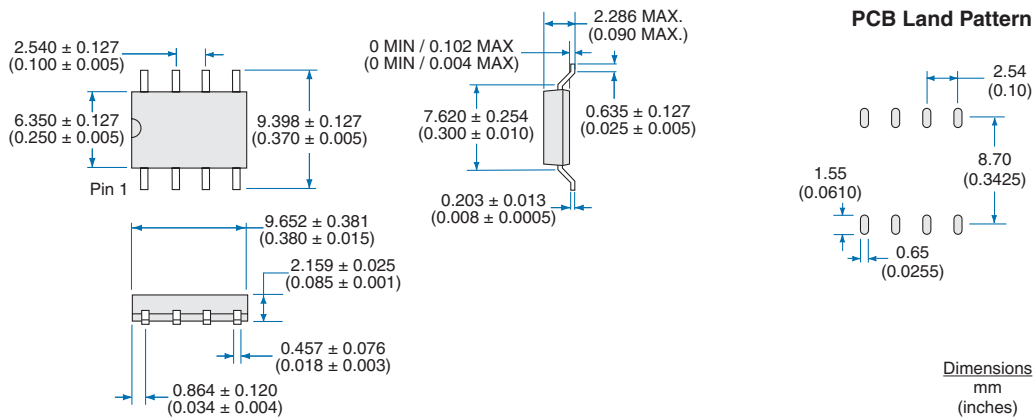 2.540 ± 0.127
(0.100 ± 0.005)
6.350 ± 0.127
(0.250 ± 0.005)
9.398 ± 0.127
(0.370 ± 0.005)
Pin 1
9.652 ± 0.381
(0.380 ± 0.015)
2.159 ± 0.025
(0.085 ± 0.001)
0.457 ± 0.076
(0.018 ± 0.003)
0.864 ± 0.120
(0.034 ± 0.004)
2.286 MAX.
(0.090 MAX.)
0 MIN / 0.102 MAX
(0 MIN / 0.004 MAX)
7.620 ± 0.254
(0.300 ± 0.010)
0.635 ± 0.127
(0.025 ± 0.005)
0.203 ± 0.013
(0.008 ± 0.0005)
PCB Land Pattern
2.54
(0.10)
8.70
(0.3425)
1.55
(0.0610)
0.65
(0.0255)
Dimensions
mm
(inches)